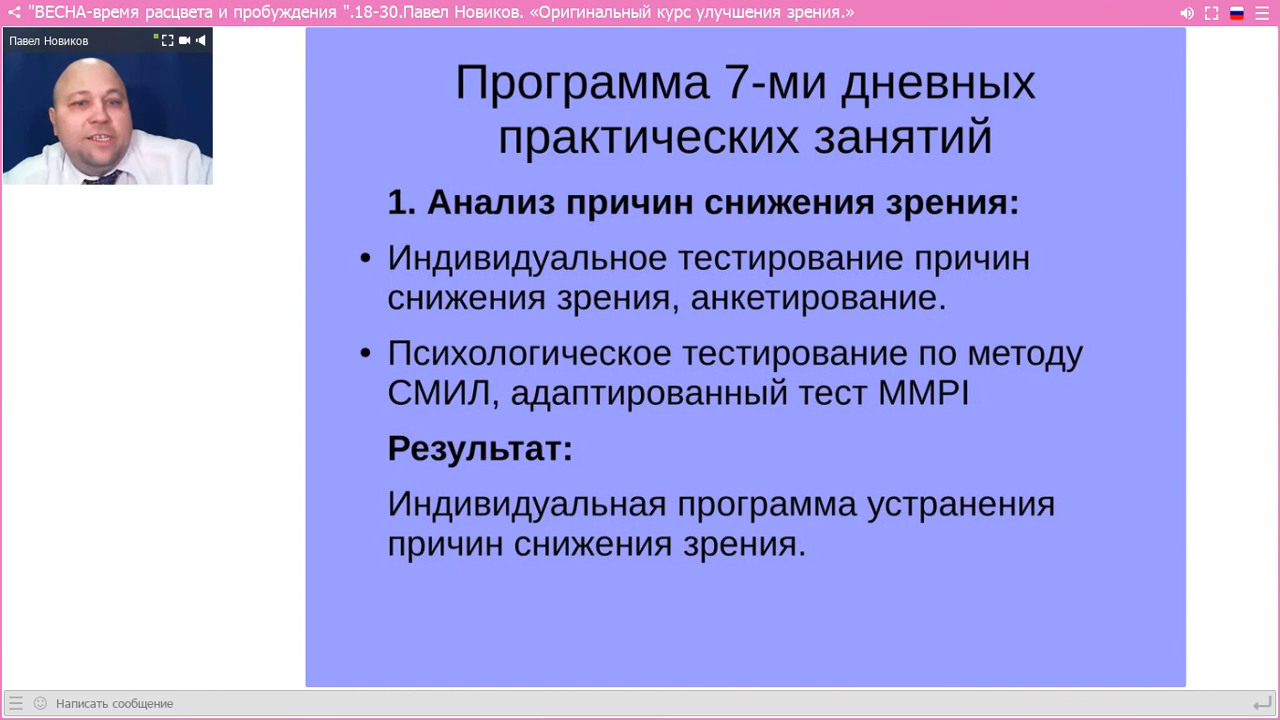 "ВЕСНА-время расцвета и пробуждения ".18-30.Павел Новиков. «Оригинальный курс улучшения зрения.»
Павел Новиков
Программа 7-ми дневных
практических занятий
1. Анализ причин снижения зрения:
• Индивидуальное тестирование причин
снижения зрения, анкетирование.
• Психологическое тестирование по методу
СМИЛ, адаптированный тест MMPI
Результат:
Индивидуальная программа устранения
причин снижения зрения.
Написать сообщение